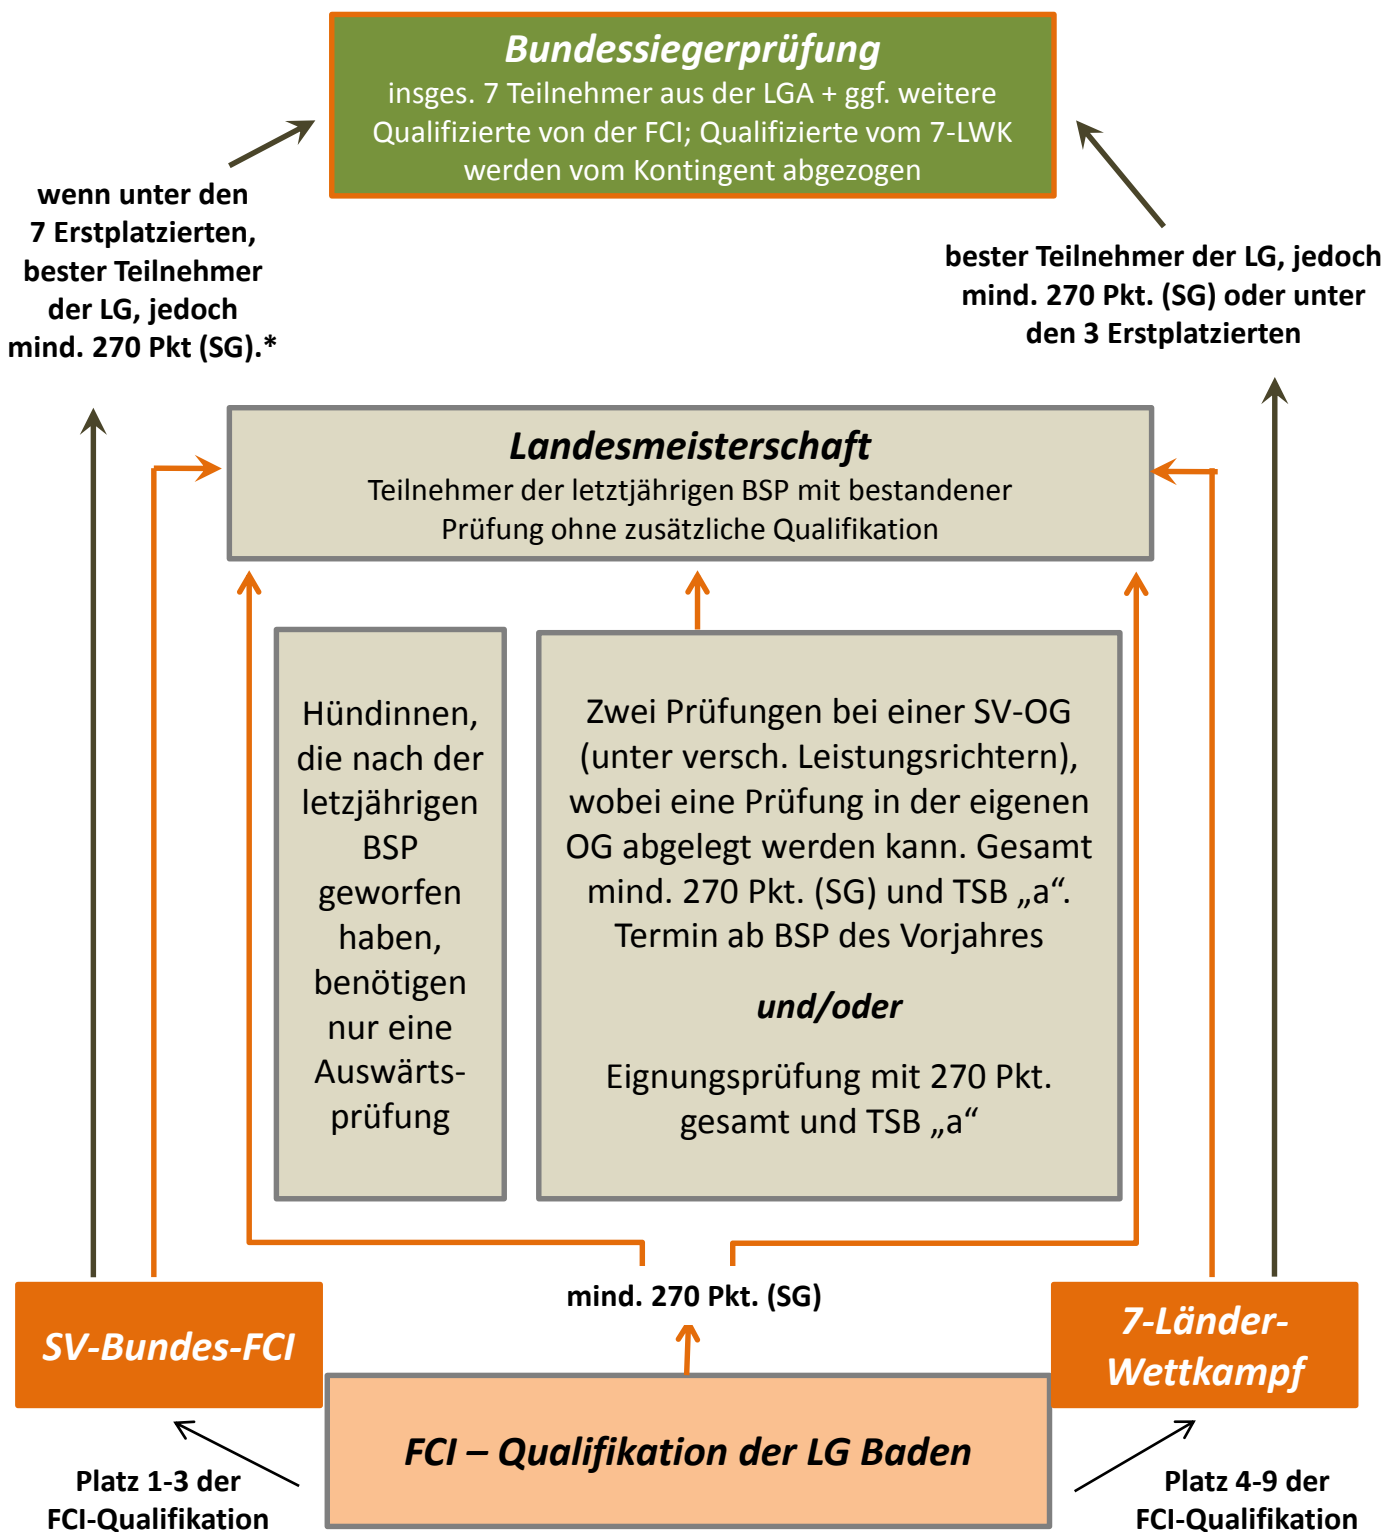 Bundessiegerprüfung
insges. 7 Teilnehmer aus der LGA + ggf. weitere
Qualifizierte von der FCI; Qualifizierte vom 7-LWK
werden vom Kontingent abgezogen
wenn unter den
7 Erstplatzierten,
bester Teilnehmer
der LG, jedoch
mind. 270 Pkt (SG).*
bester Teilnehmer der LG, jedoch
mind. 270 Pkt. (SG) oder unter
den 3 Erstplatzierten
Landesmeisterschaft
Teilnehmer der letztjährigen BSP mit bestandener
Prüfung ohne zusätzliche Qualifikation
Hündinnen,
die nach der
letzjährigen
BSP
geworfen
haben,
benötigen
nur eine
Auswärts-
prüfung
Zwei Prüfungen bei einer SV-OG
(unter versch. Leistungsrichtern),
wobei eine Prüfung in der eigenen
OG abgelegt werden kann. Gesamt
mind. 270 Pkt. (SG) und TSB „a“.
Termin ab BSP des Vorjahres
und/oder
Eignungsprüfung mit 270 Pkt.
gesamt und TSB „a“
mind. 270 Pkt. (SG)
SV-Bundes-FCI
7-Länder-
Wettkampf
FCI – Qualifikation der LG Baden
Platz 1-3 der
FCI-Qualifikation
Platz 4-9 der
FCI-Qualifikation